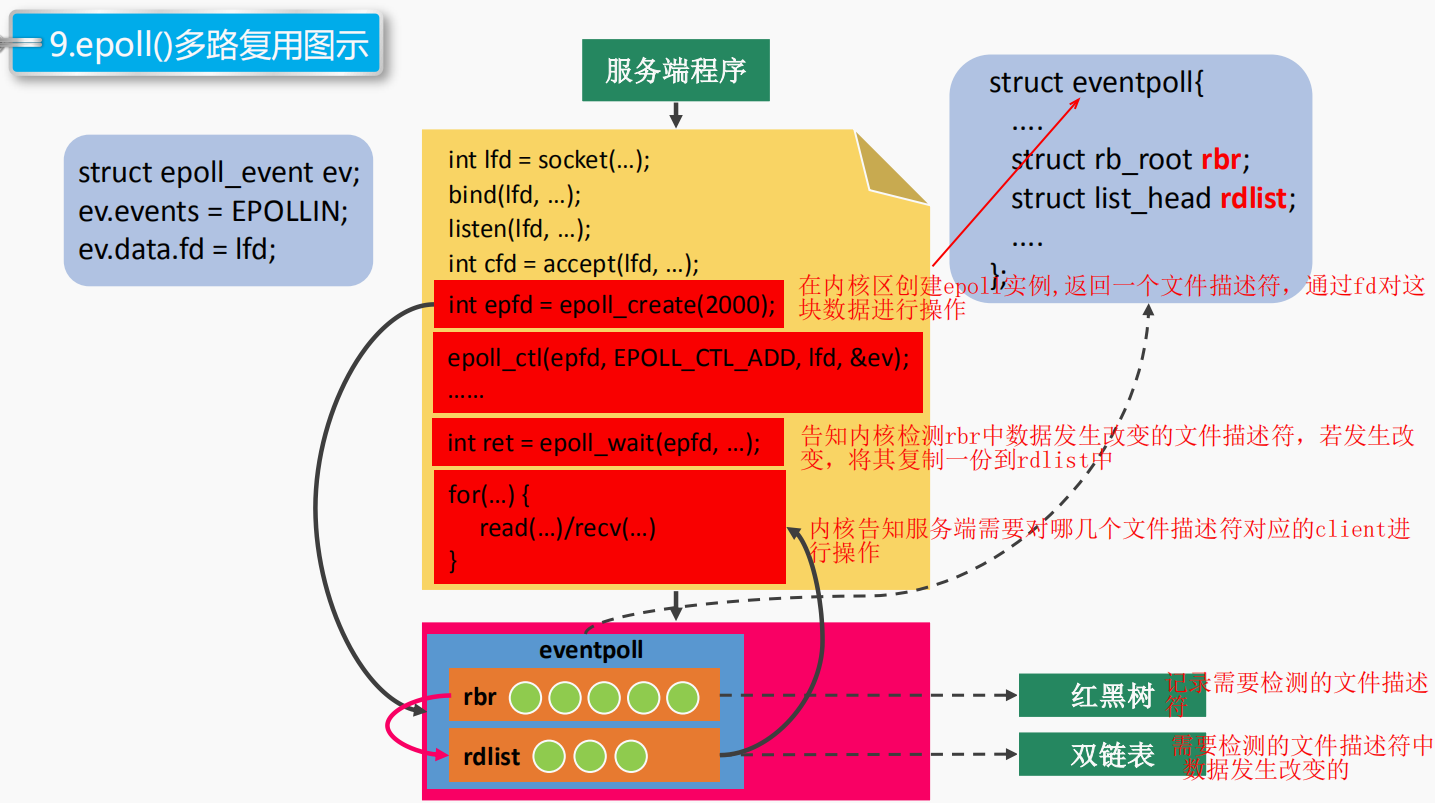 9.epoll()多路复用图示
服务端程序
struct epoll_event ev;
ev.events = EPOLLIN;
ev.data.fd = lfd;
int lfd = socket(…);
bind(lfd, …);
listen(lfd, …);
int cfd = accept(lfd, …);
int epfd = epoll_create(2000);
epoll_ctl(epfd, EPOLL_CTL_ADD, lfd, &ev);
……
int ret = epoll_wait(epfd, …);
for(…) {
read(…)/recv(…)
}
struct eventpoll{
....
struct rb_root rbr;
struct list_head rdlist;
....
};
在内核区创建epoll实例,返回一个文件描述符，通过fd对这
块数据进行操作
告知内核检测rbr中数据发生改变的文件描述符，若发生改
变，将其复制一份到rdlist中
内核告知服务端需要对哪几个文件描述符对应的client进
行操作
eventpoll
rbr
rdlist
红黑树
记录需要检测的文件描述
符
双链表
需要检测的文件描述符中
数据发生改变的